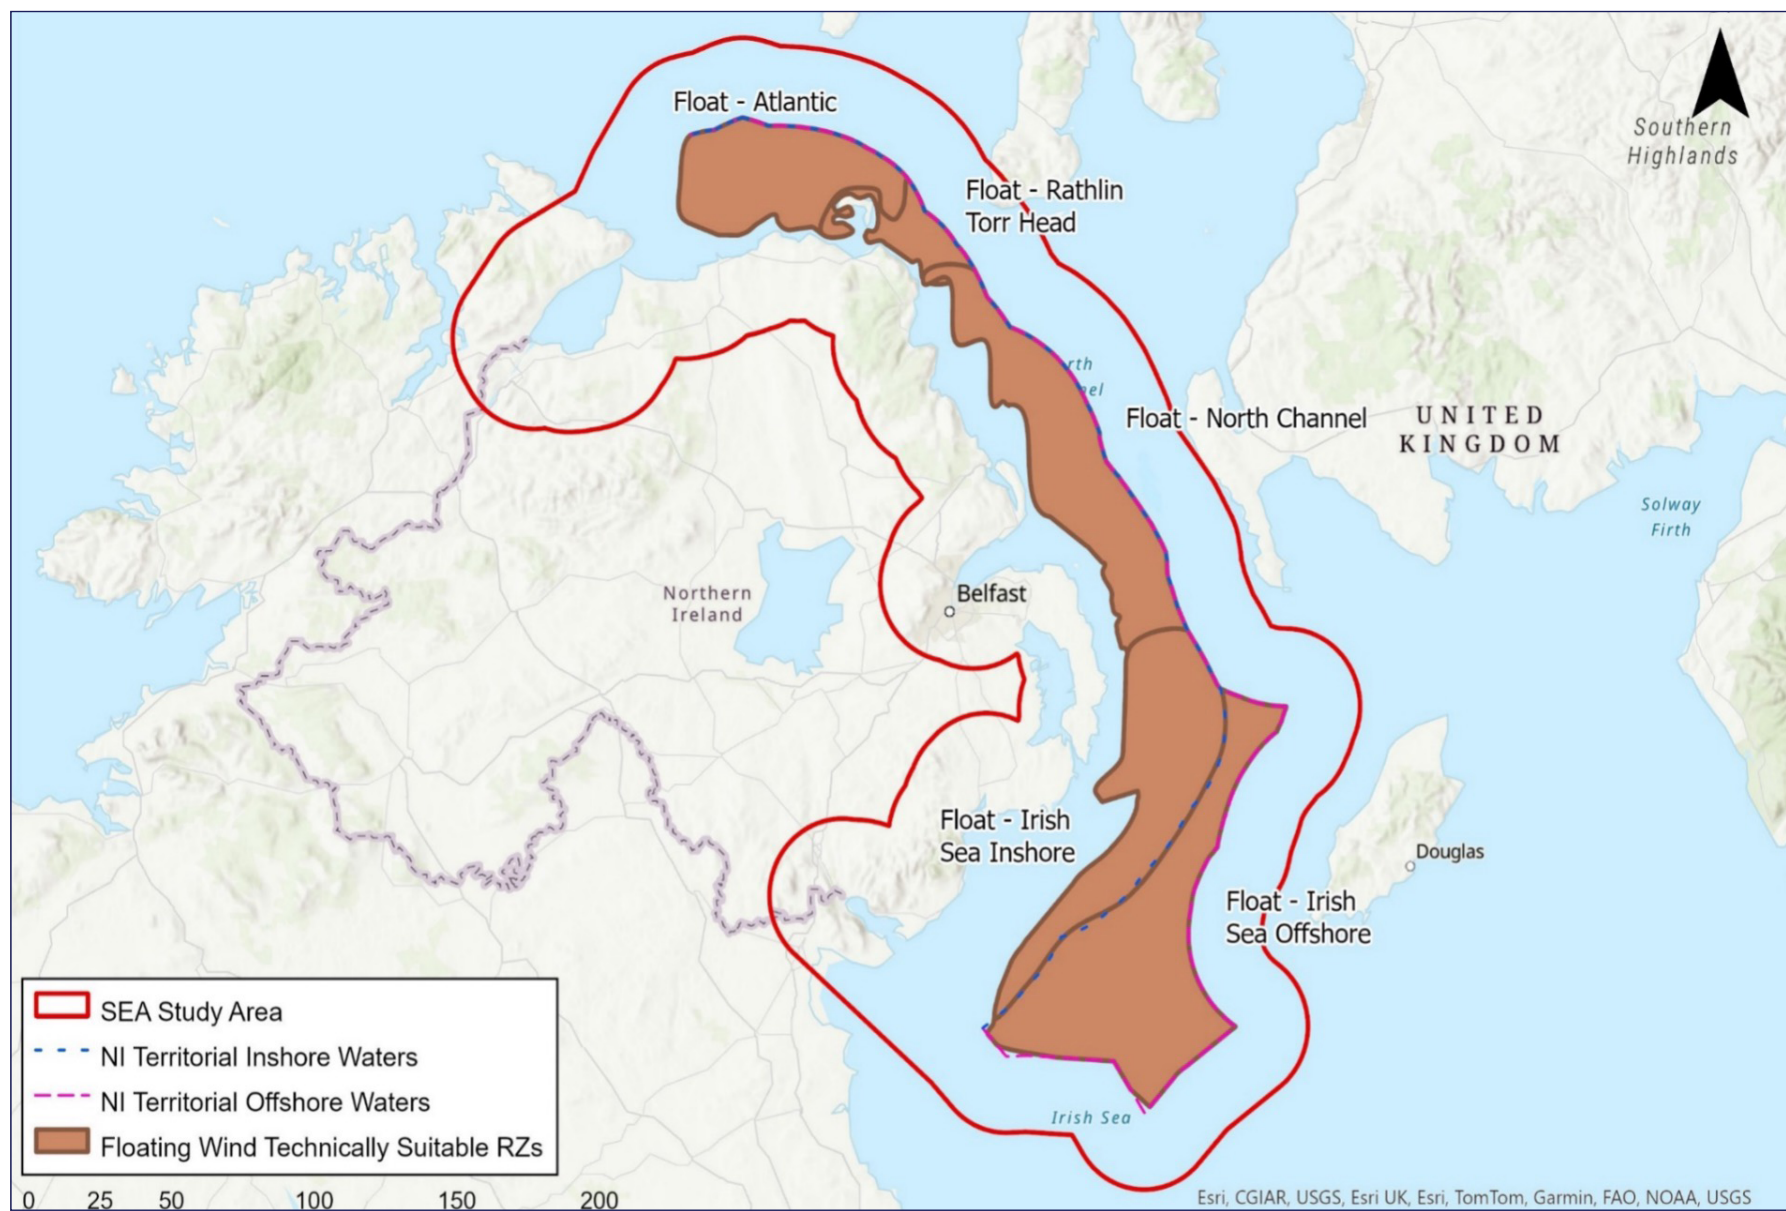 Float - Atlantic
Southern
Highlands
Float - Rathlin
Torr Head
rth
nel
Float - North Channel
UNITED
KINGDOM
Solway
Firth
Northern
Ireland
Belfast
Float - Irish
Sea Inshore
Douglas
Float - Irish
Sea Offshore
SEA Study Area
NI Territorial Inshore Waters
NI Territorial Offshore Waters
Floating Wind Technically Suitable RZs
Irish Sea
0 25 50 100 150 200
Esri, CGIAR, USGS, Esri UK, Esri, TomTom, Garmin, FAO, NOAA, USGS